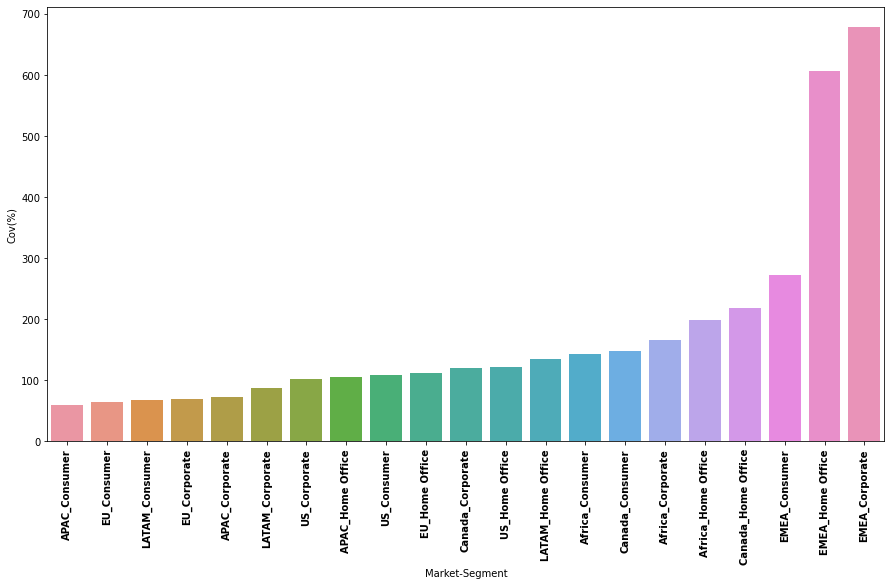 700
600
500
400
300
200
100
0
Cov(%)
APAC_Consumer
EU_Consumer
LATAM_Consumer
EU_Corporate
APAC_Corporate
LATAM_Corporate
US_Corporate
APAC_Home Office
US_Consumer
EU_Home Office
Canada_Corporate
US_Home Office
LATAM_Home Office
Africa_Consumer
Canada_Consumer
Africa_Corporate
Africa_Home Office
Canada_Home Office
EMEA_Consumer
EMEA_Home Office
EMEA_Corporate
Market-Segment